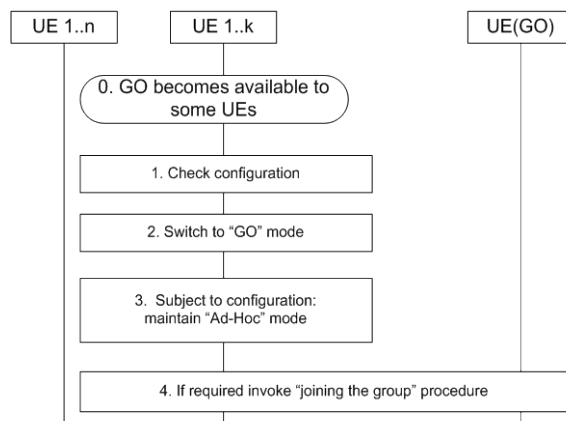 UE 1..n
UE 1..k
UE(GO)
0. GO becomes available to
some UEs
1. Check configuration
2. Switch to “GO” mode
3. Subject to configuration:
maintain “Ad-Hoc” mode
4. If required invoke “joining the group” procedure